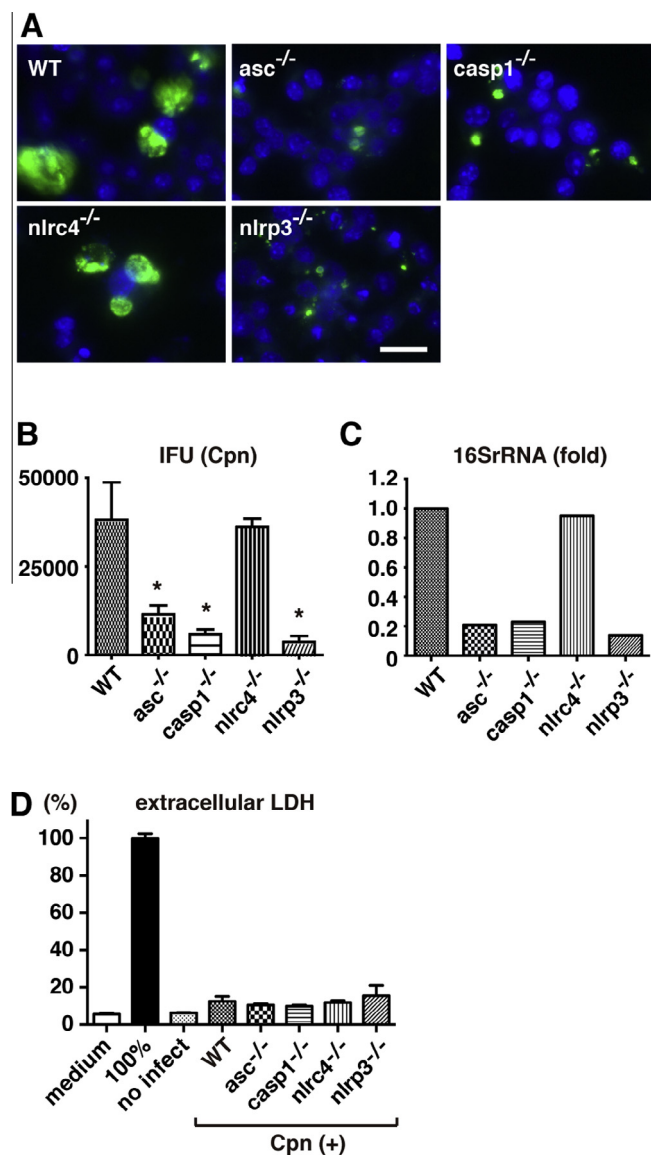 A
WT
asc-/-
casp1-/-
nlrc4-/-
nlrp3-/-
B
IFU (Cpn)
50000
25000
0
*
*
*
WT
asc-/-
casp1-/-
nlrc4-/-
nlrp3-/-
C
16SrRNA (fold)
1.2
1.0
0.8
0.6
0.4
0.2
0
WT
asc-/-
casp1-/-
nlrc4-/-
nlrp3-/-
D (%) extracellular LDH
100
80
60
40
20
0
medium
100%
no infect
WT
asc-/-
casp1-/-
nlrc4-/-
nlrp3-/-
Cpn (+)